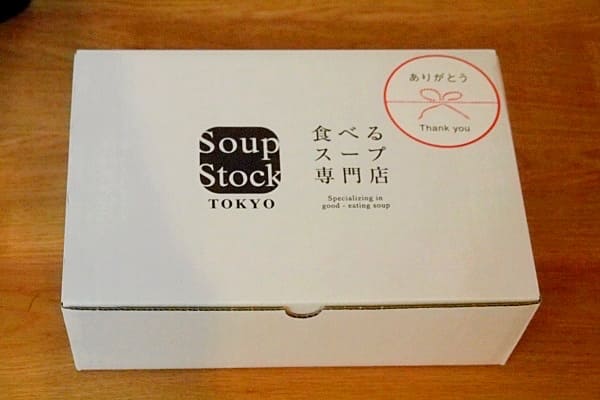 Soup
Stock
TOKYO
食べる
スープ
専門店
Specializing in
good - eating soup
ありがとう
Thank you